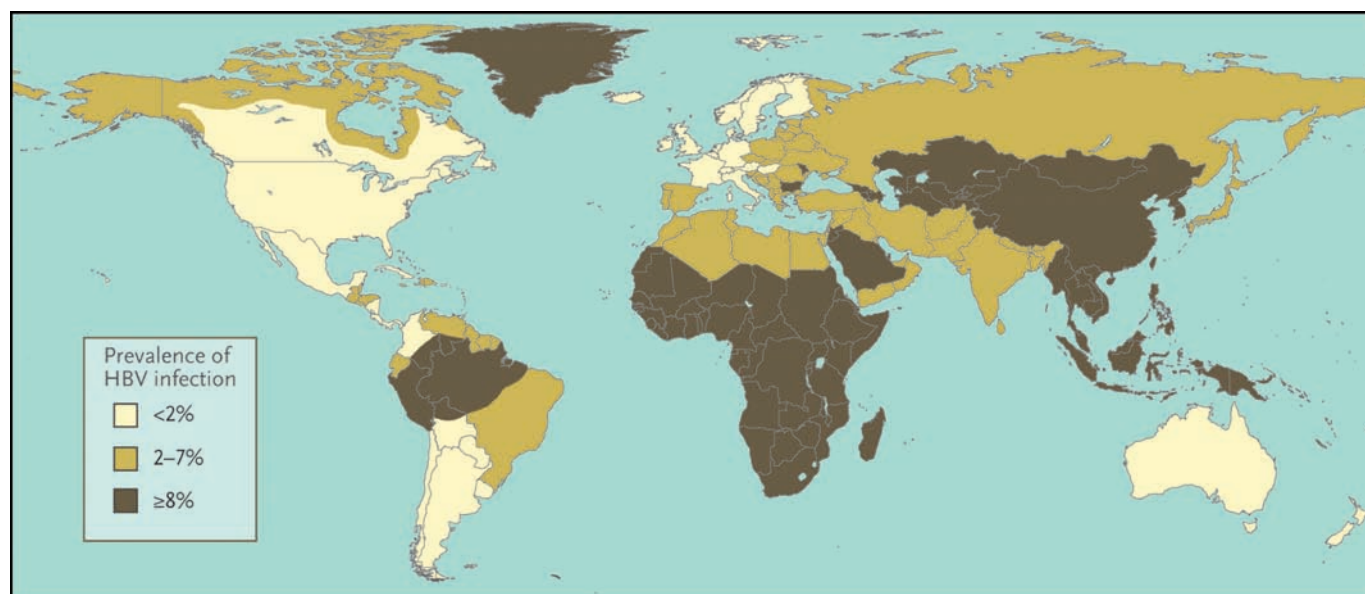 Prevalence of
HBV infection
<2%
2–7%
≥8%